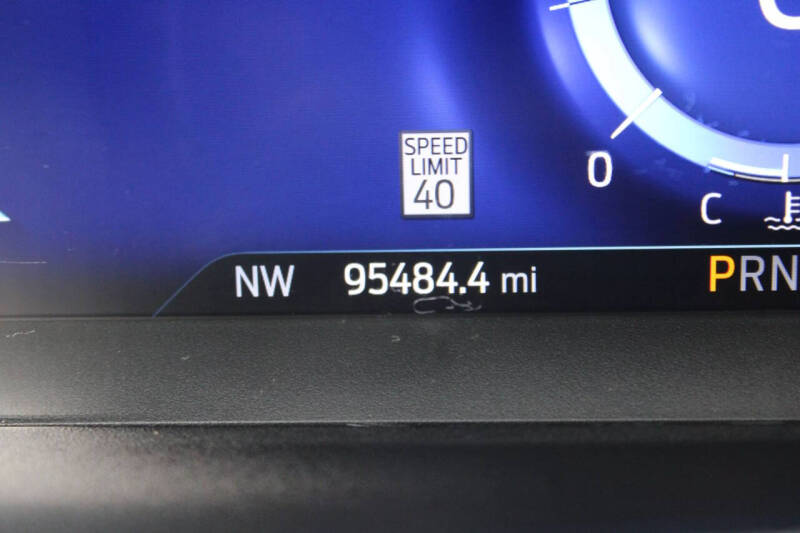 SPEED
LIMIT
40
0
C
NW 95484.4 mi PRN